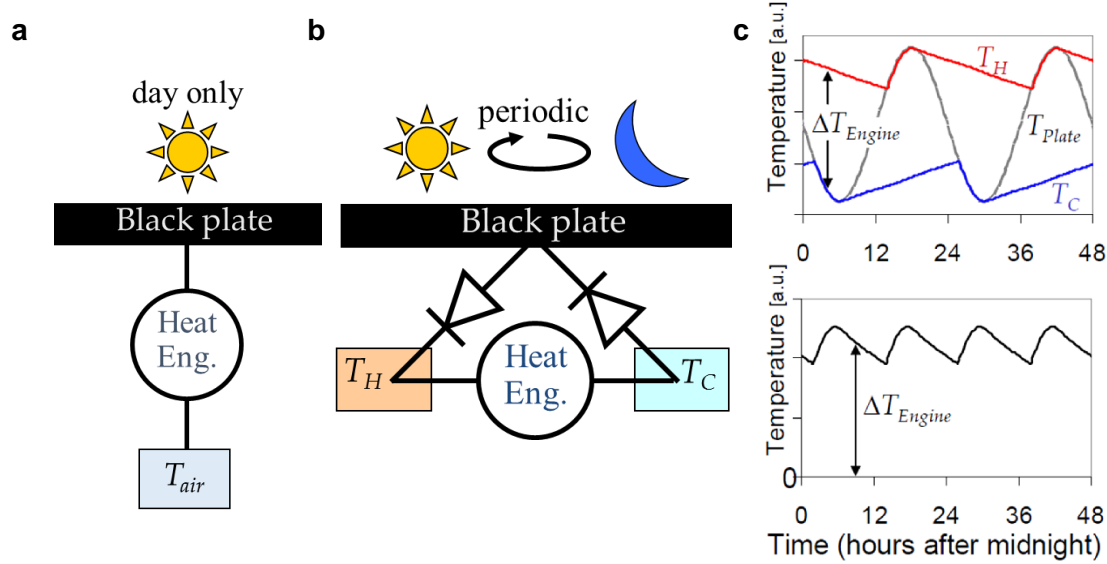 a
day only
Black plate
Heat
Eng.
T_air
b
periodic
Black plate
T_H
Heat
Eng.
T_C
c
Temperature [a.u.]
T_H
ΔT_Engine
T_Plate
T_C
0 12 24 36 48
Temperature [a.u.]
ΔT_Engine
0
0 12 24 36 48
Time (hours after midnight)